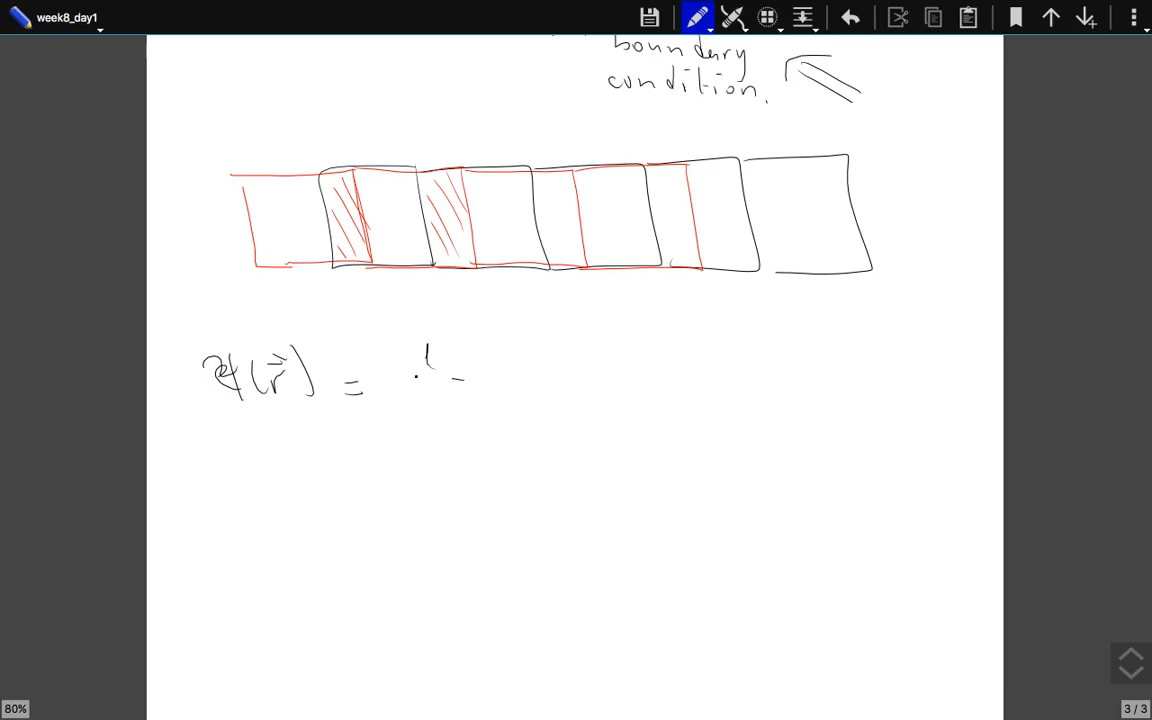 week8_day1
boundary
condition.
Ψ(r⃗) =
80%
3 / 3